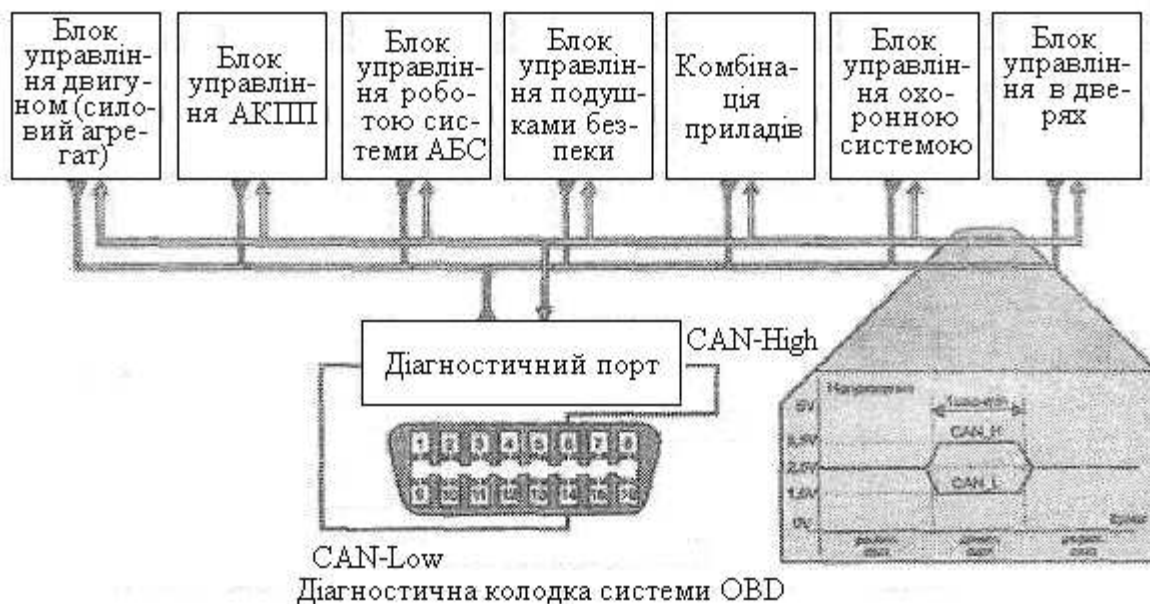 Блок
управлін-
ня двигу-
ном (сило-
вий агре-
гат)
Блок
управлін-
ня АКПП
Блок
управлін-
ня робо-
тою сис-
теми АБС
Блок
управлін-
ня подуш-
ками без-
пеки
Комбіна-
ція
приладів
Блок
управлін-
ня охо-
ронною
системою
Блок
управлін-
ня в две-
рях
Діагностичний порт
CAN-High
1 2 3 4 5 6 7 8
9 10 11 12 13 14 15 16
CAN-Low
Діагностична колодка системи OBD
Напряжение
5V
3,5V
CAN_H
2,5V
CAN_L
1,5V
0V
Время